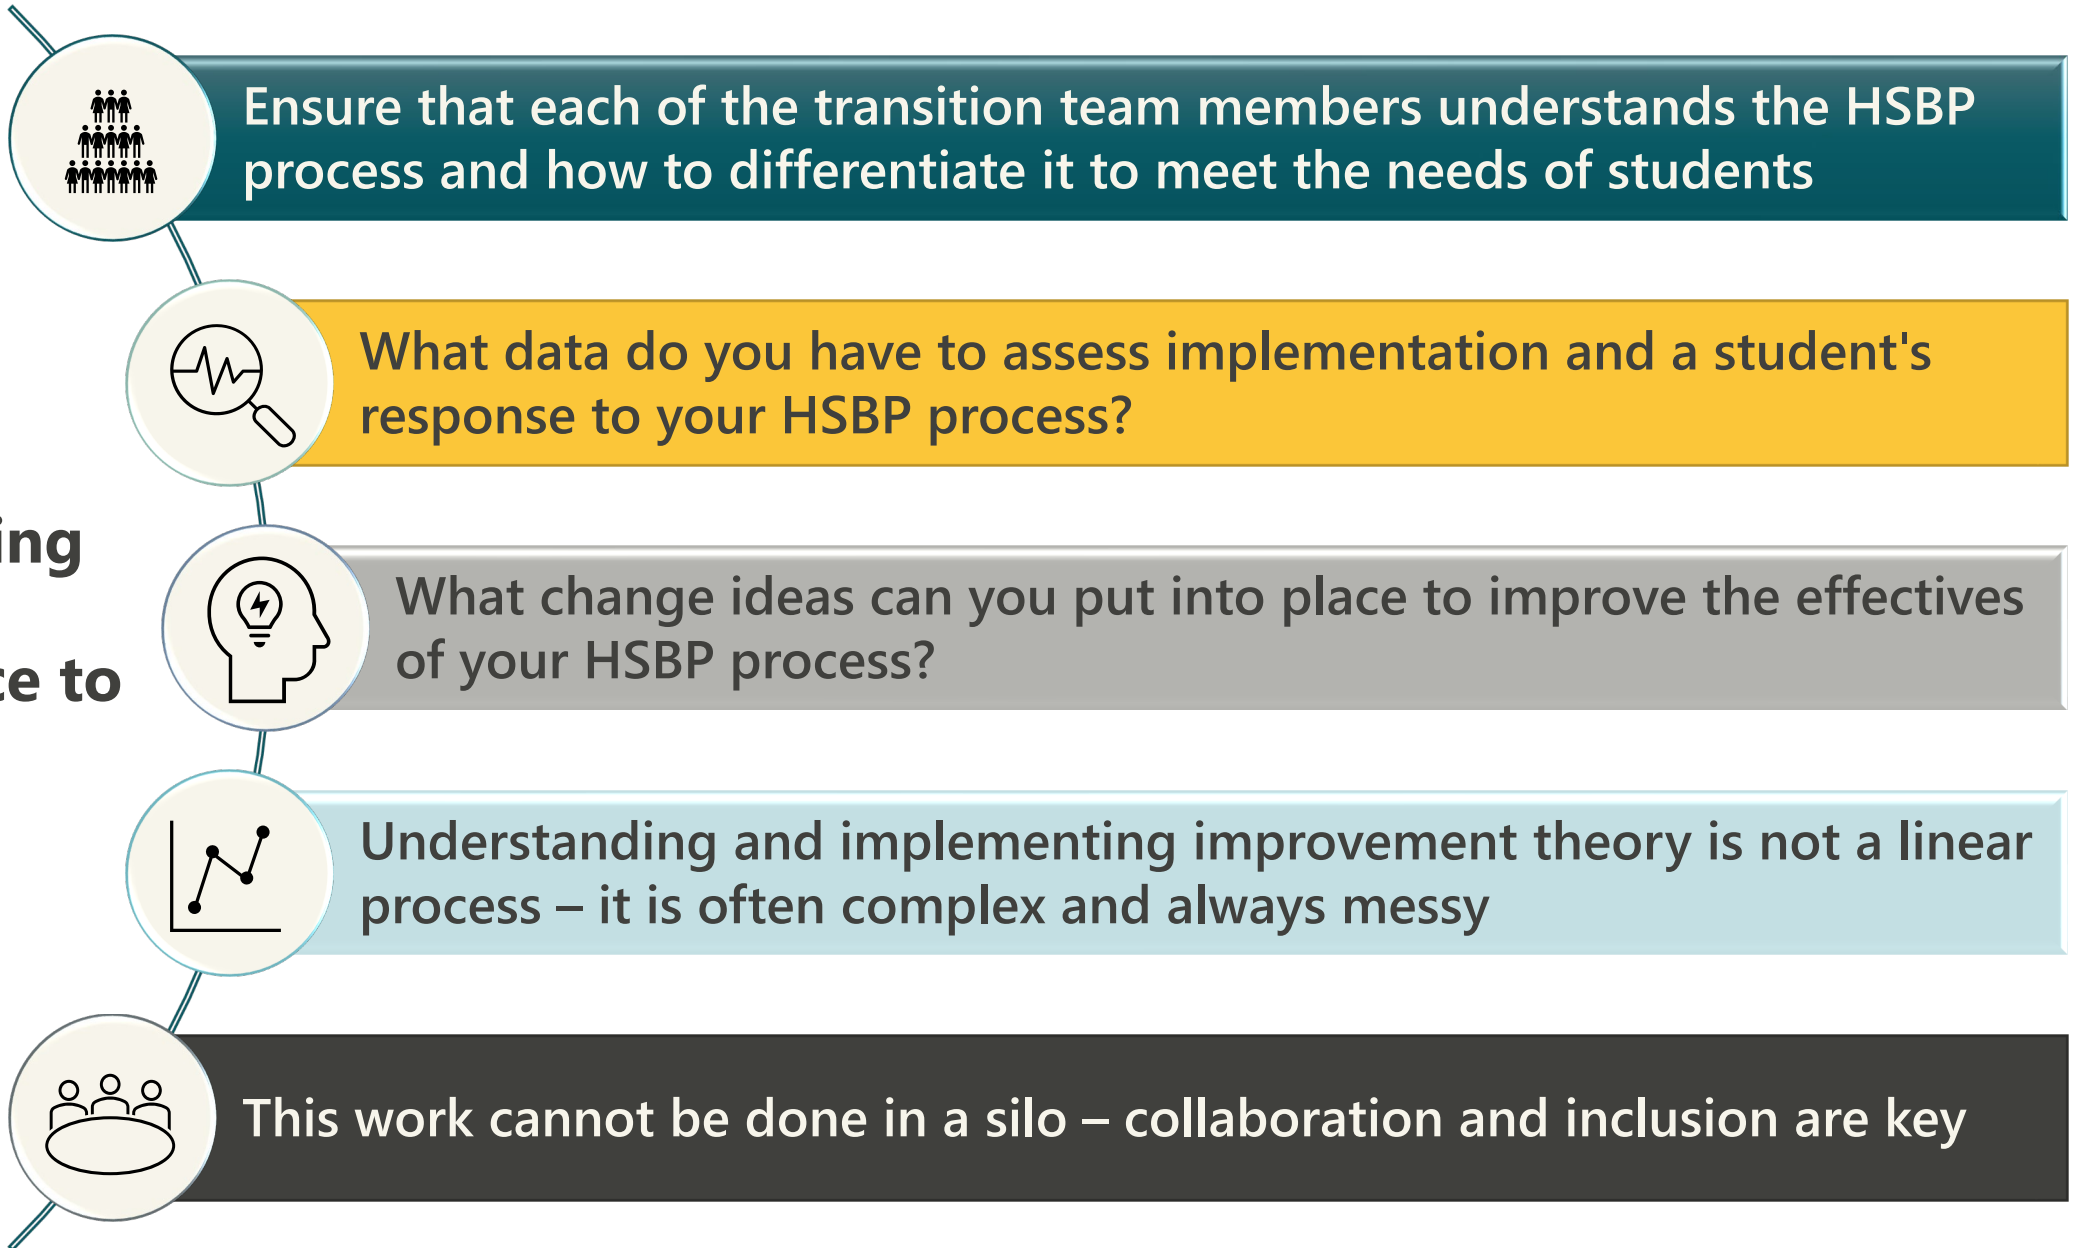 Ensure that each of the transition team members understands the HSBP
process and how to differentiate it to meet the needs of students
What data do you have to assess implementation and a student's
response to your HSBP process?
ing
ce to
What change ideas can you put into place to improve the effectives
of your HSBP process?
Understanding and implementing improvement theory is not a linear
process – it is often complex and always messy
This work cannot be done in a silo – collaboration and inclusion are key